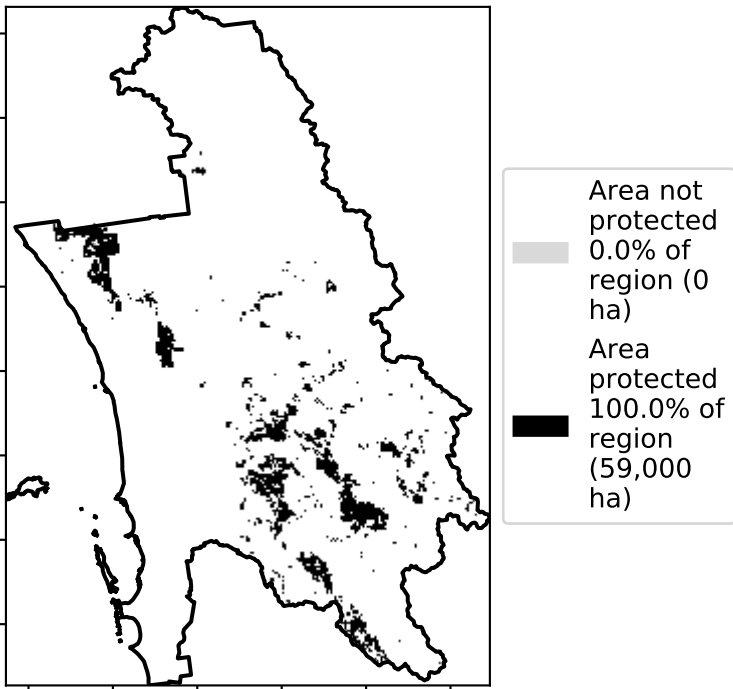 Area not
protected
0.0% of
region (0
ha)
Area
protected
100.0% of
region
(59,000
ha)